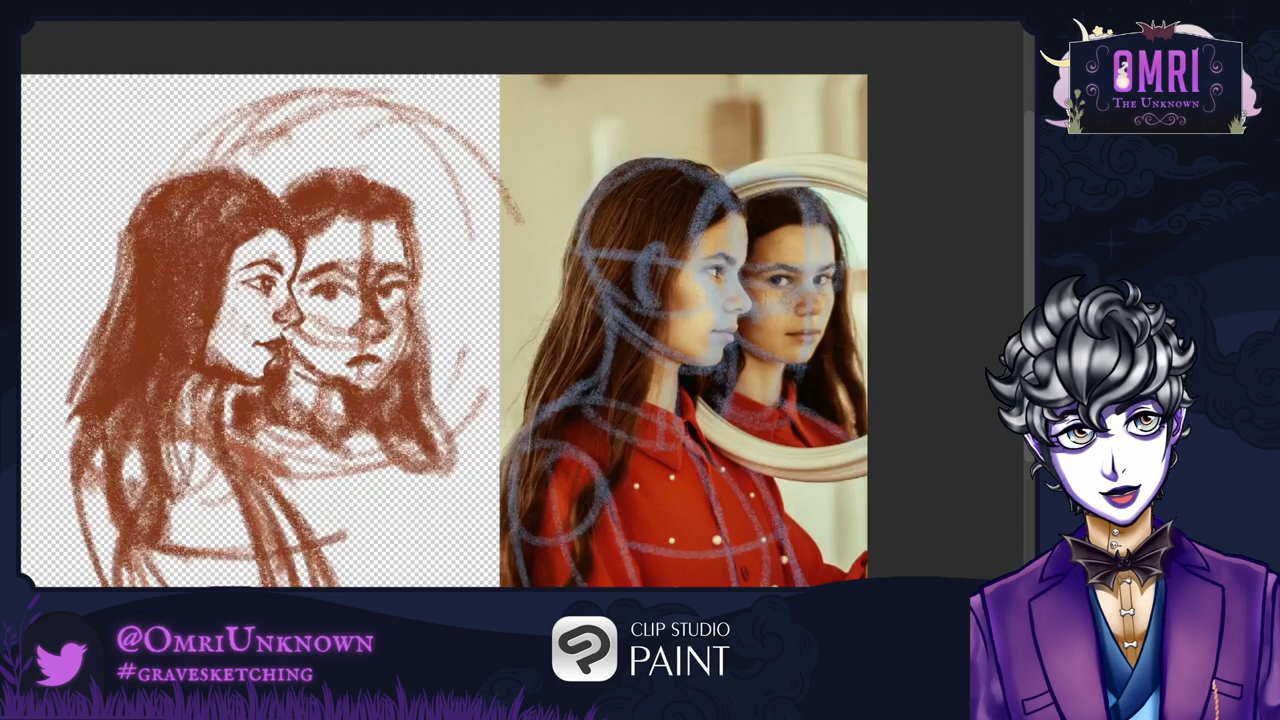 OMRI
THE UNKNOWN
@OMRIUNKNOWN
#GRAVESKETCHING
CLIP STUDIO
PAINT